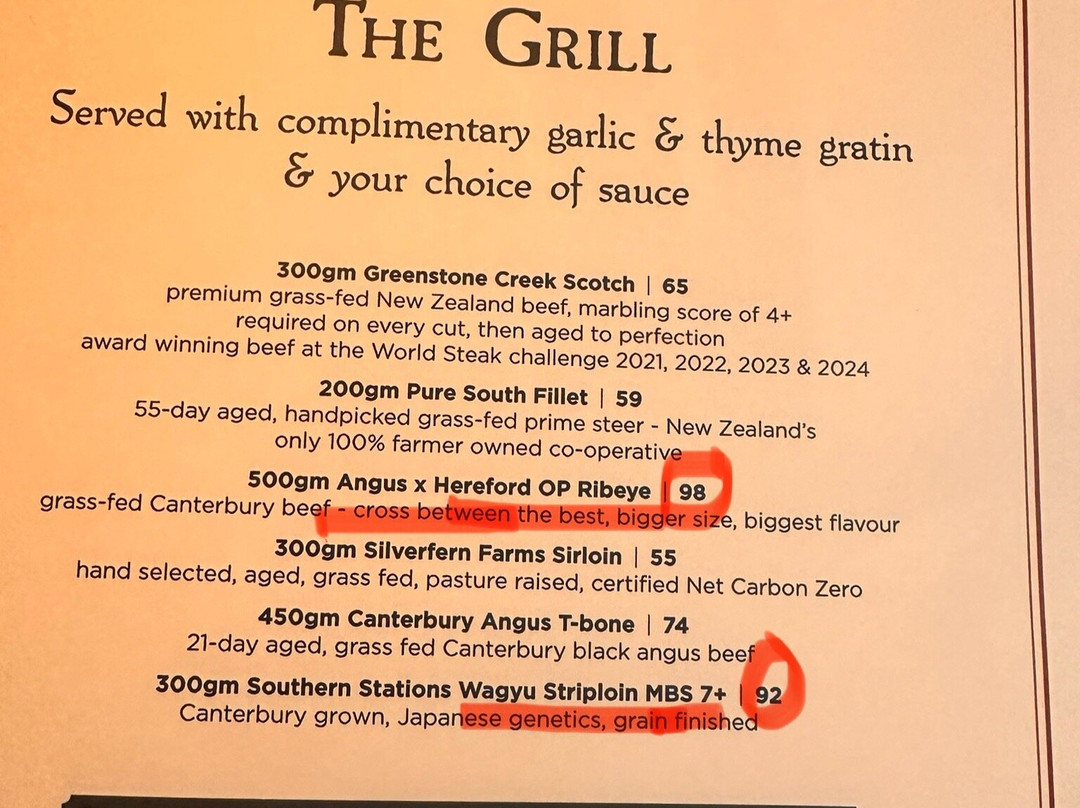 THE GRILL
Served with complimentary garlic & thyme gratin
& your choice of sauce
300gm Greenstone Creek Scotch | 65
premium grass-fed New Zealand beef, marbling score of 4+
required on every cut, then aged to perfection
award winning beef at the World Steak challenge 2021, 2022, 2023 & 2024
200gm Pure South Fillet | 59
55-day aged, handpicked grass-fed prime steer - New Zealand's
only 100% farmer owned co-operative
500gm Angus x Hereford OP Ribeye | 98
grass-fed Canterbury beef - cross between the best, bigger size, biggest flavour
300gm Silverfern Farms Sirloin | 55
hand selected, aged, grass fed, pasture raised, certified Net Carbon Zero
450gm Canterbury Angus T-bone | 74
21-day aged, grass fed Canterbury black angus beef
300gm Southern Stations Wagyu Striploin MBS 7+ | 92
Canterbury grown, Japanese genetics, grain finished